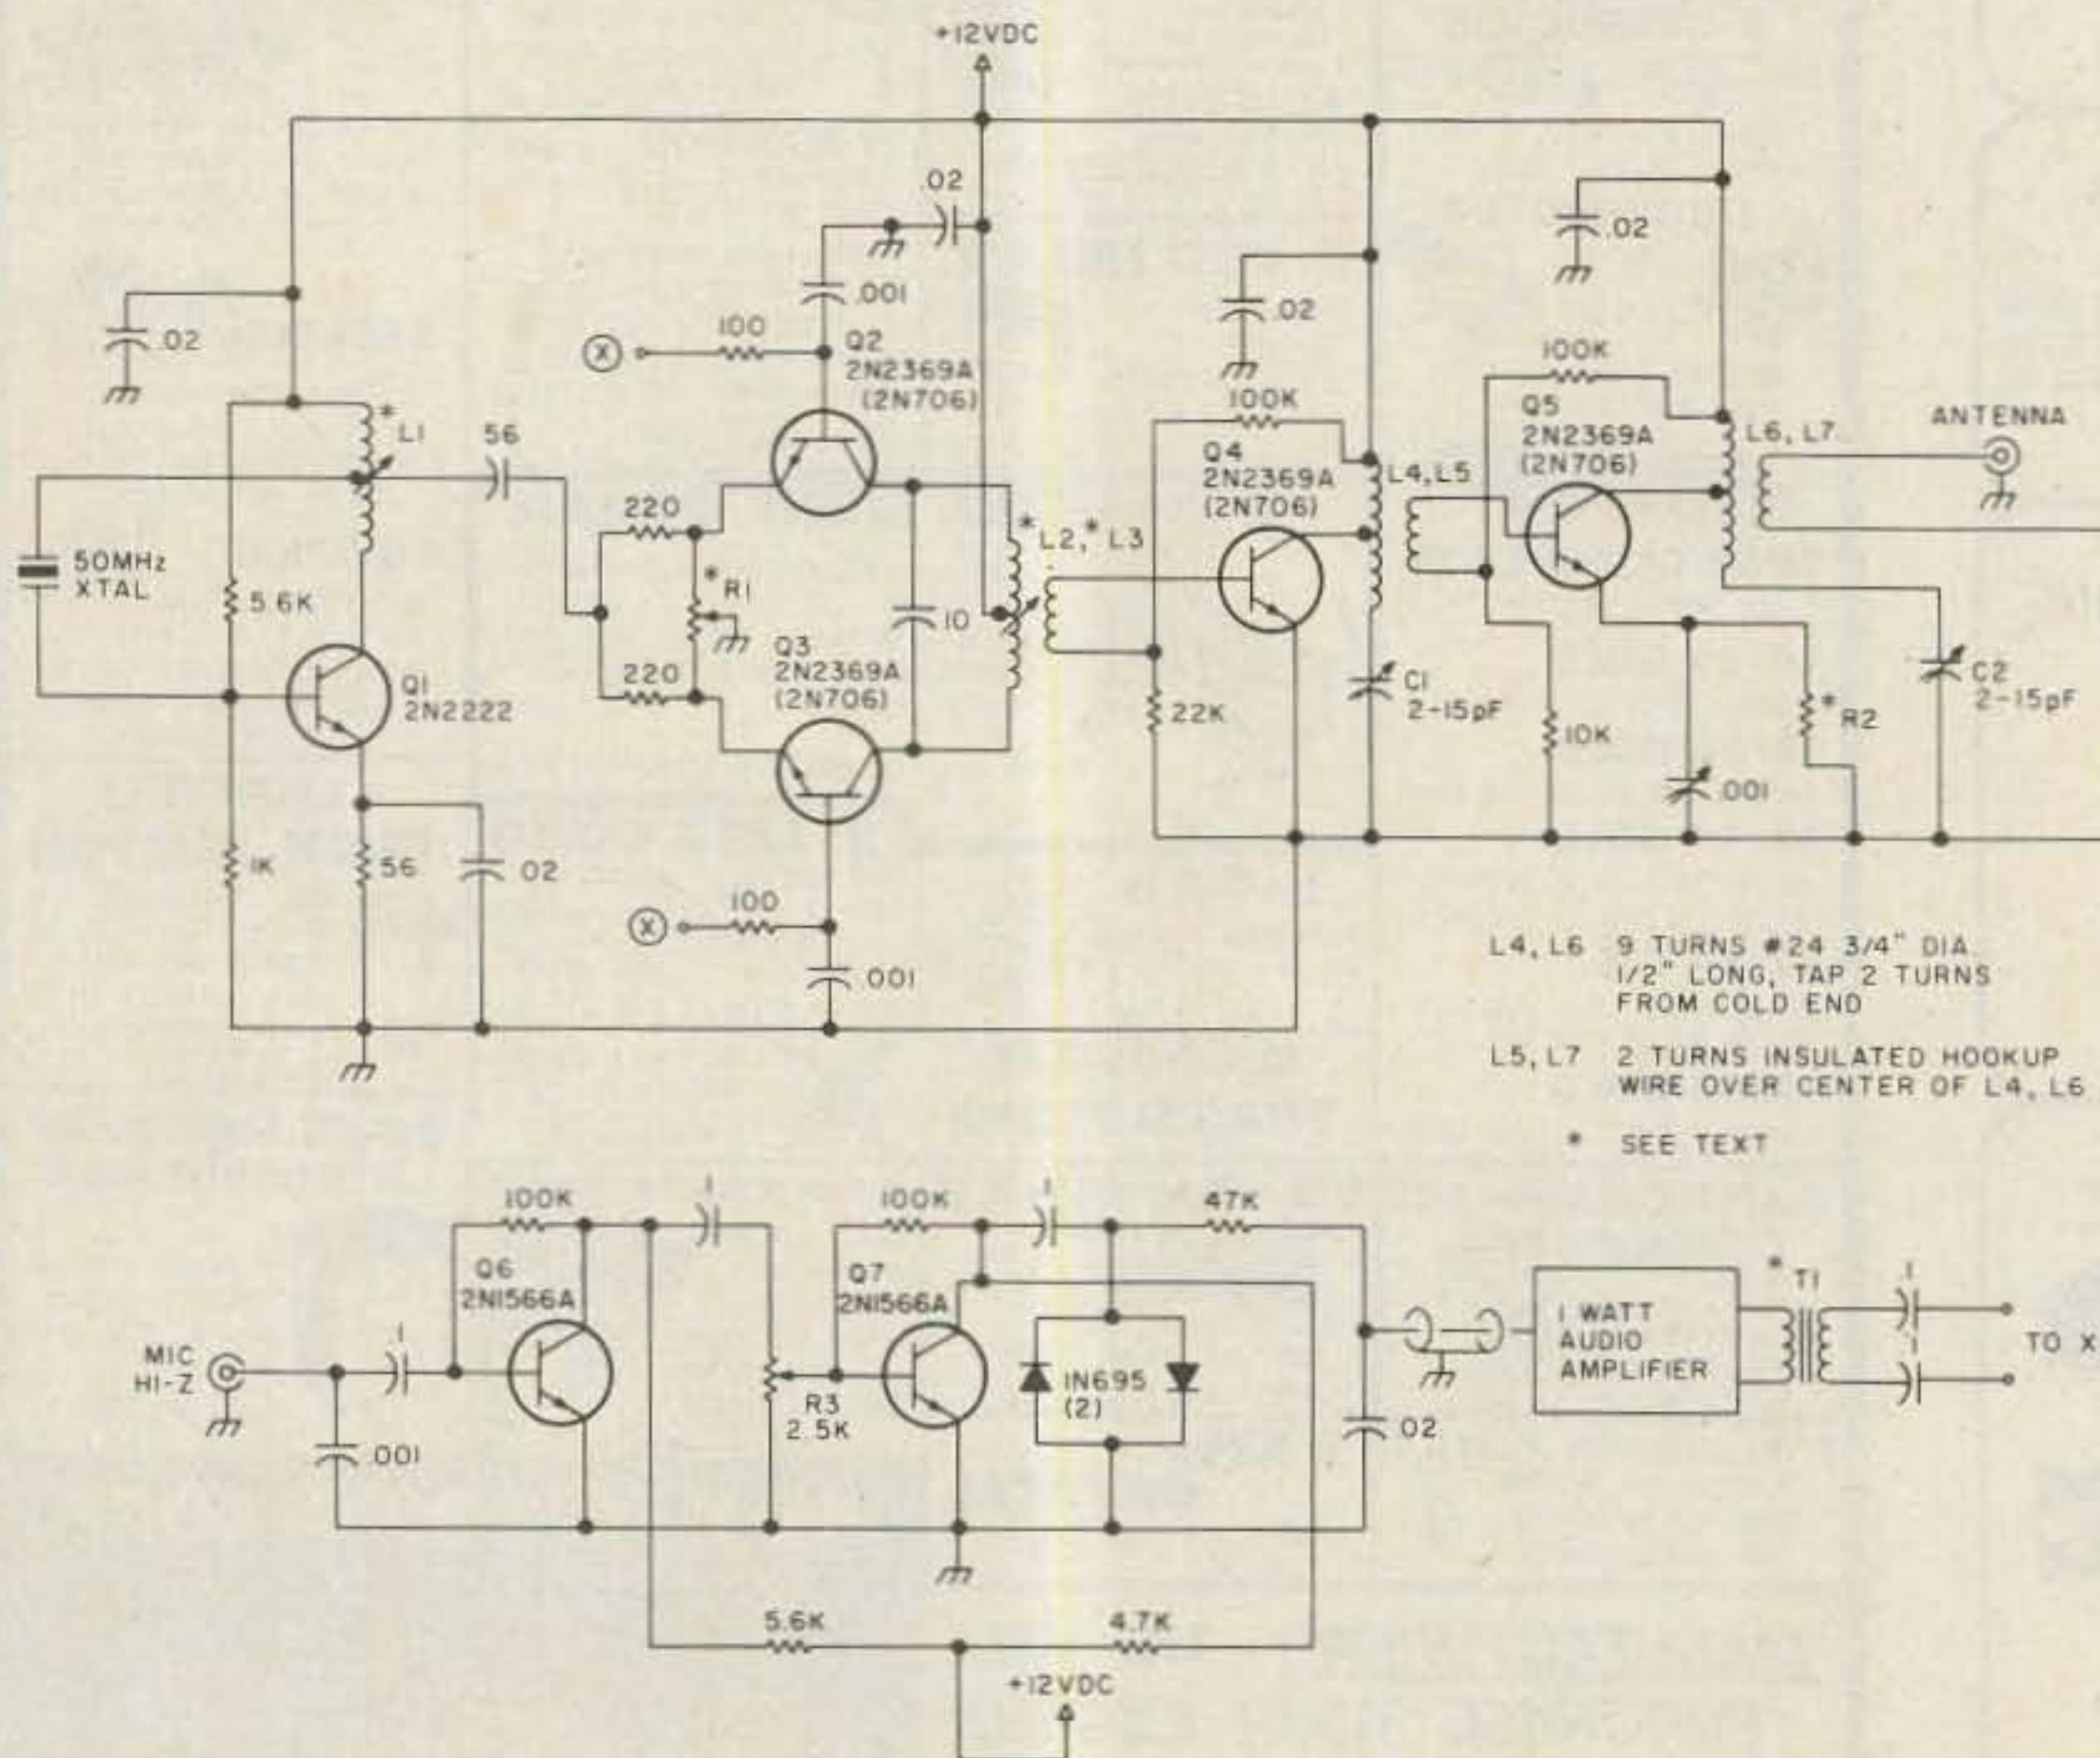 +12VDC
.02
.02
.001
.02
.02
100
X
Q2
2N2369A
(2N706)
100K
100K
* L1
56
Q4
2N2369A
(2N706)
Q5
2N2369A
(2N706)
L6, L7
ANTENNA
L4, L5
220
* L2, * L3
50MHz
XTAL
5.6K
* R1
10
Q3
2N2369A
(2N706)
220
Q1
2N2222
22K
C1
2-15pF
10K
* R2
C2
2-15pF
.001
1K
56
02
X
100
001
L4, L6 9 TURNS #24 3/4" DIA.
1/2" LONG, TAP 2 TURNS
FROM COLD END
L5, L7 2 TURNS INSULATED HOOKUP
WIRE OVER CENTER OF L4, L6
* SEE TEXT
100K
1
100K
1
47K
Q6
2N1566A
Q7
2N1566A
* T1
1
1 WATT
AUDIO
AMPLIFIER
TO X
MIC
HI-Z
.1
R3
2.5K
IN695
(2)
1
001
02
5.6K
4.7K
+12VDC